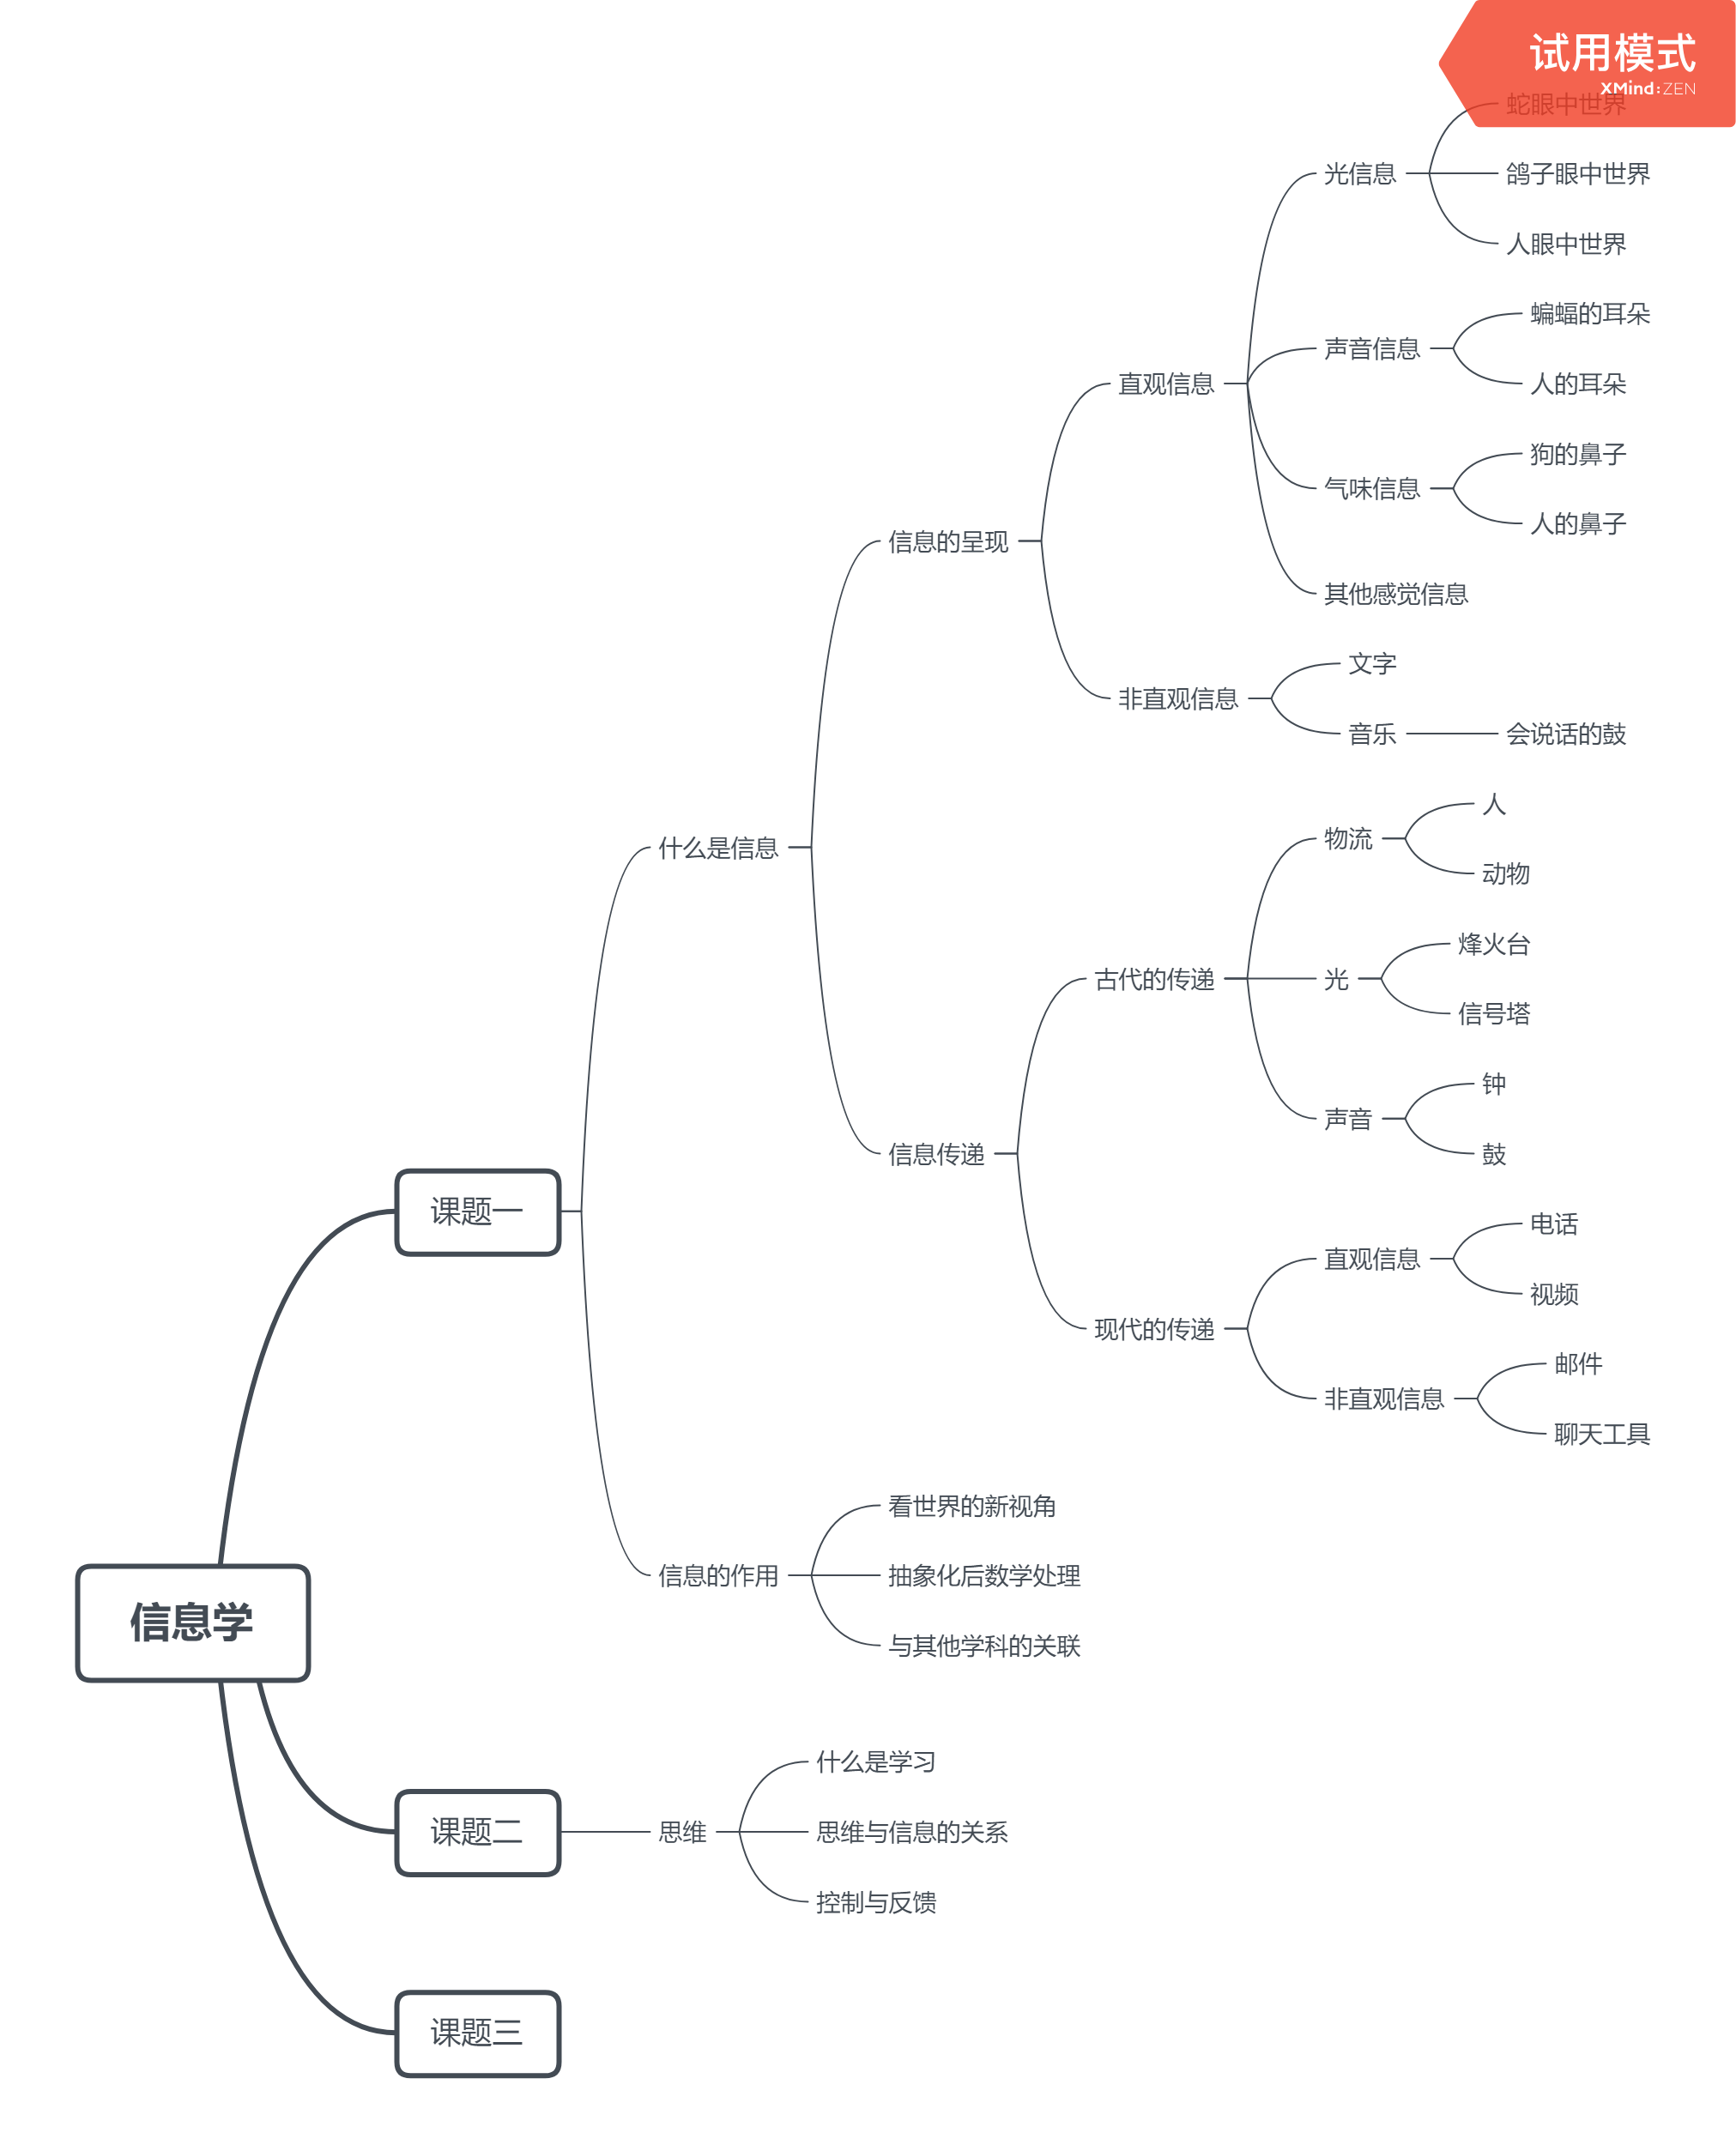 试用模式
XMind:ZEN
蛇眼中世界
光信息
鸽子眼中世界
人眼中世界
蝙蝠的耳朵
声音信息
直观信息
人的耳朵
狗的鼻子
气味信息
人的鼻子
信息的呈现
其他感觉信息
文字
非直观信息
音乐
会说话的鼓
人
物流
什么是信息
动物
烽火台
古代的传递
光
信号塔
钟
声音
信息传递
鼓
课题一
电话
直观信息
视频
现代的传递
邮件
非直观信息
聊天工具
看世界的新视角
信息的作用
抽象化后数学处理
信息学
与其他学科的关联
什么是学习
课题二
思维
思维与信息的关系
控制与反馈
课题三